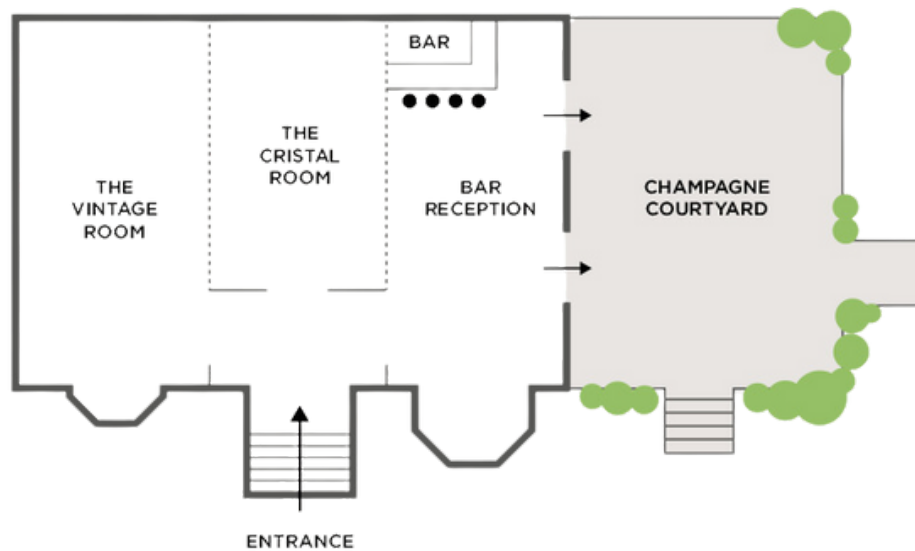 BAR
THE
CRISTAL
ROOM
THE
VINTAGE
ROOM
BAR
RECEPTION
CHAMPAGNE
COURTYARD
ENTRANCE